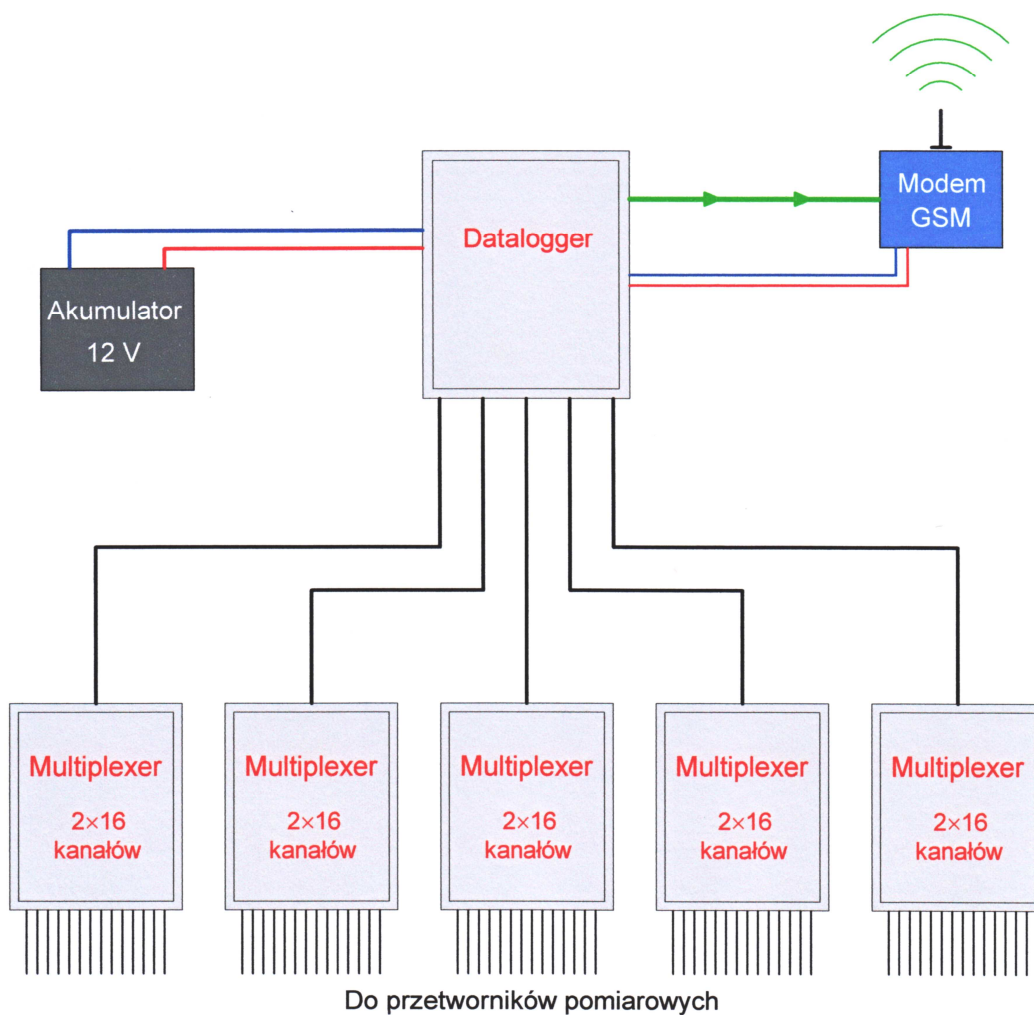 Modem
GSM
Datalogger
Akumulator
12 V
Multiplexer
2×16
kanałów
Multiplexer
2×16
kanałów
Multiplexer
2×16
kanałów
Multiplexer
2×16
kanałów
Multiplexer
2×16
kanałów
Do przetworników pomiarowych